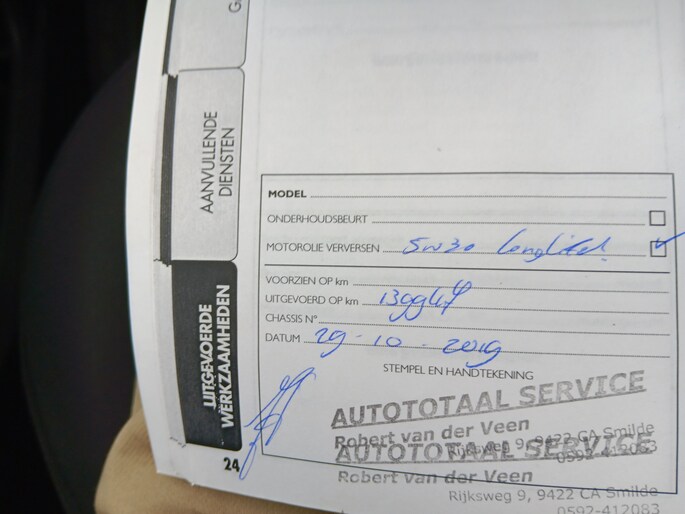 G
AANVULLENDE
DIENSTEN
UITGEVOERDE
WERKZAAMHEDEN
24
MODEL
ONDERHOUDSBEURT
MOTOROLIE VERVERSEN 5w30 longlife!
VOORZIEN OP km
UITGEVOERD OP km
CHASSIS N°
DATUM 29-10-2019
STEMPEL EN HANDTEKENING
AUTOTOTAAL SERVICE
Robert van der Veen
Rijksweg 9, 9422 CA Smilde
0592-412083
AUTOTOTAAL SERVICE
Robert van der Veen
Rijksweg 9, 9422 CA Smilde
0592-412083